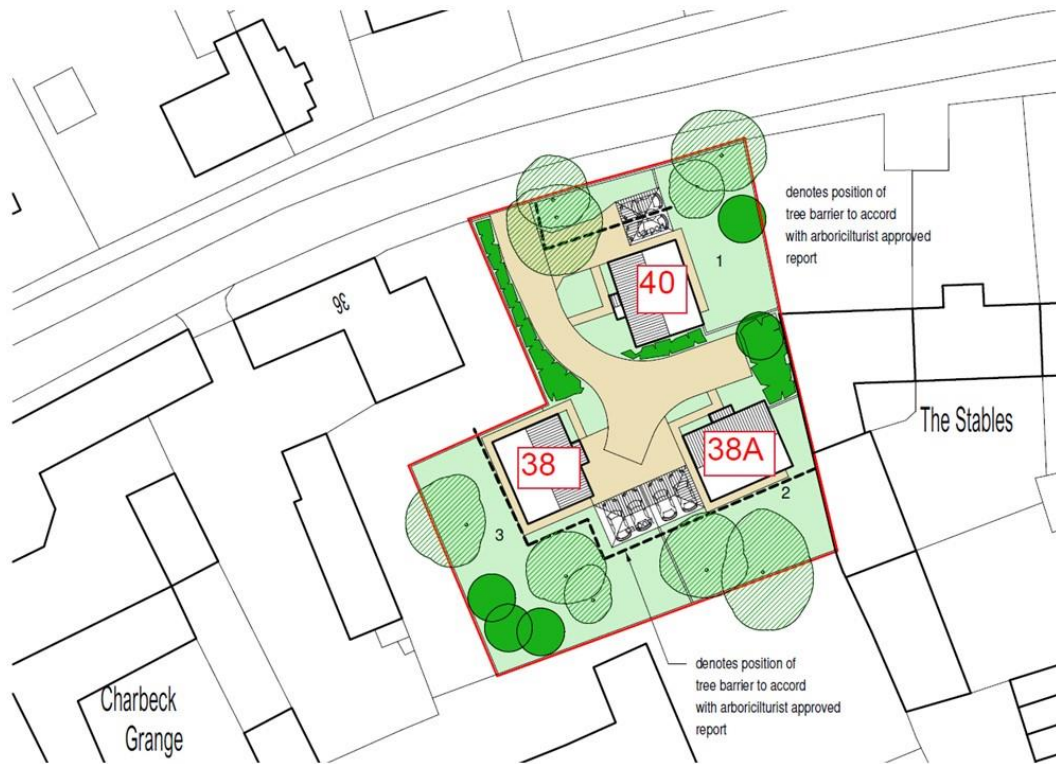 denotes position of
tree barrier to accord
with arboricilturist approved
report
40
1
36
The Stables
38
38A
2
3
denotes position of
tree barrier to accord
with arboricilturist approved
report
Charbeck
Grange